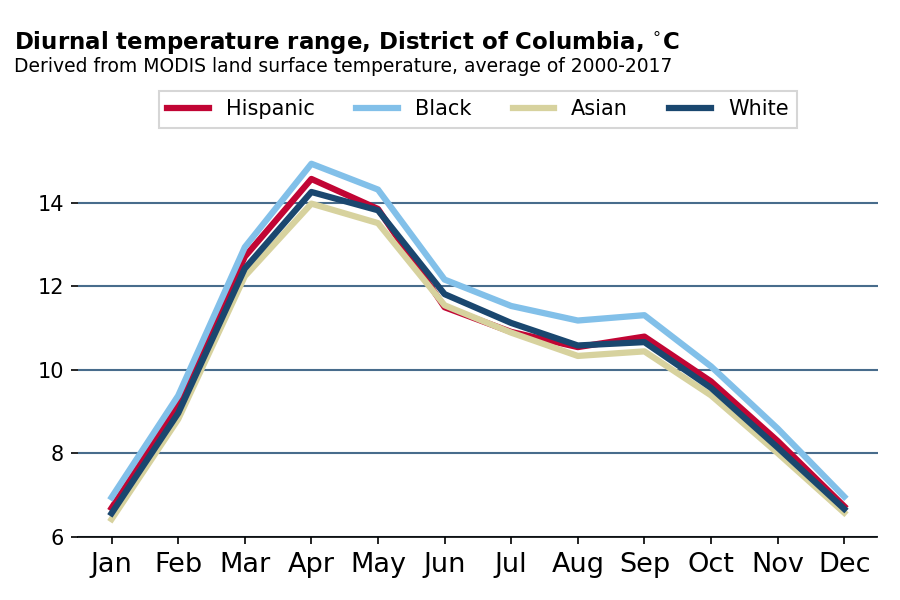 Diurnal temperature range, District of Columbia, °C
Derived from MODIS land surface temperature, average of 2000-2017
Hispanic Black Asian White
14
12
10
8
6
Jan Feb Mar Apr May Jun Jul Aug Sep Oct Nov Dec